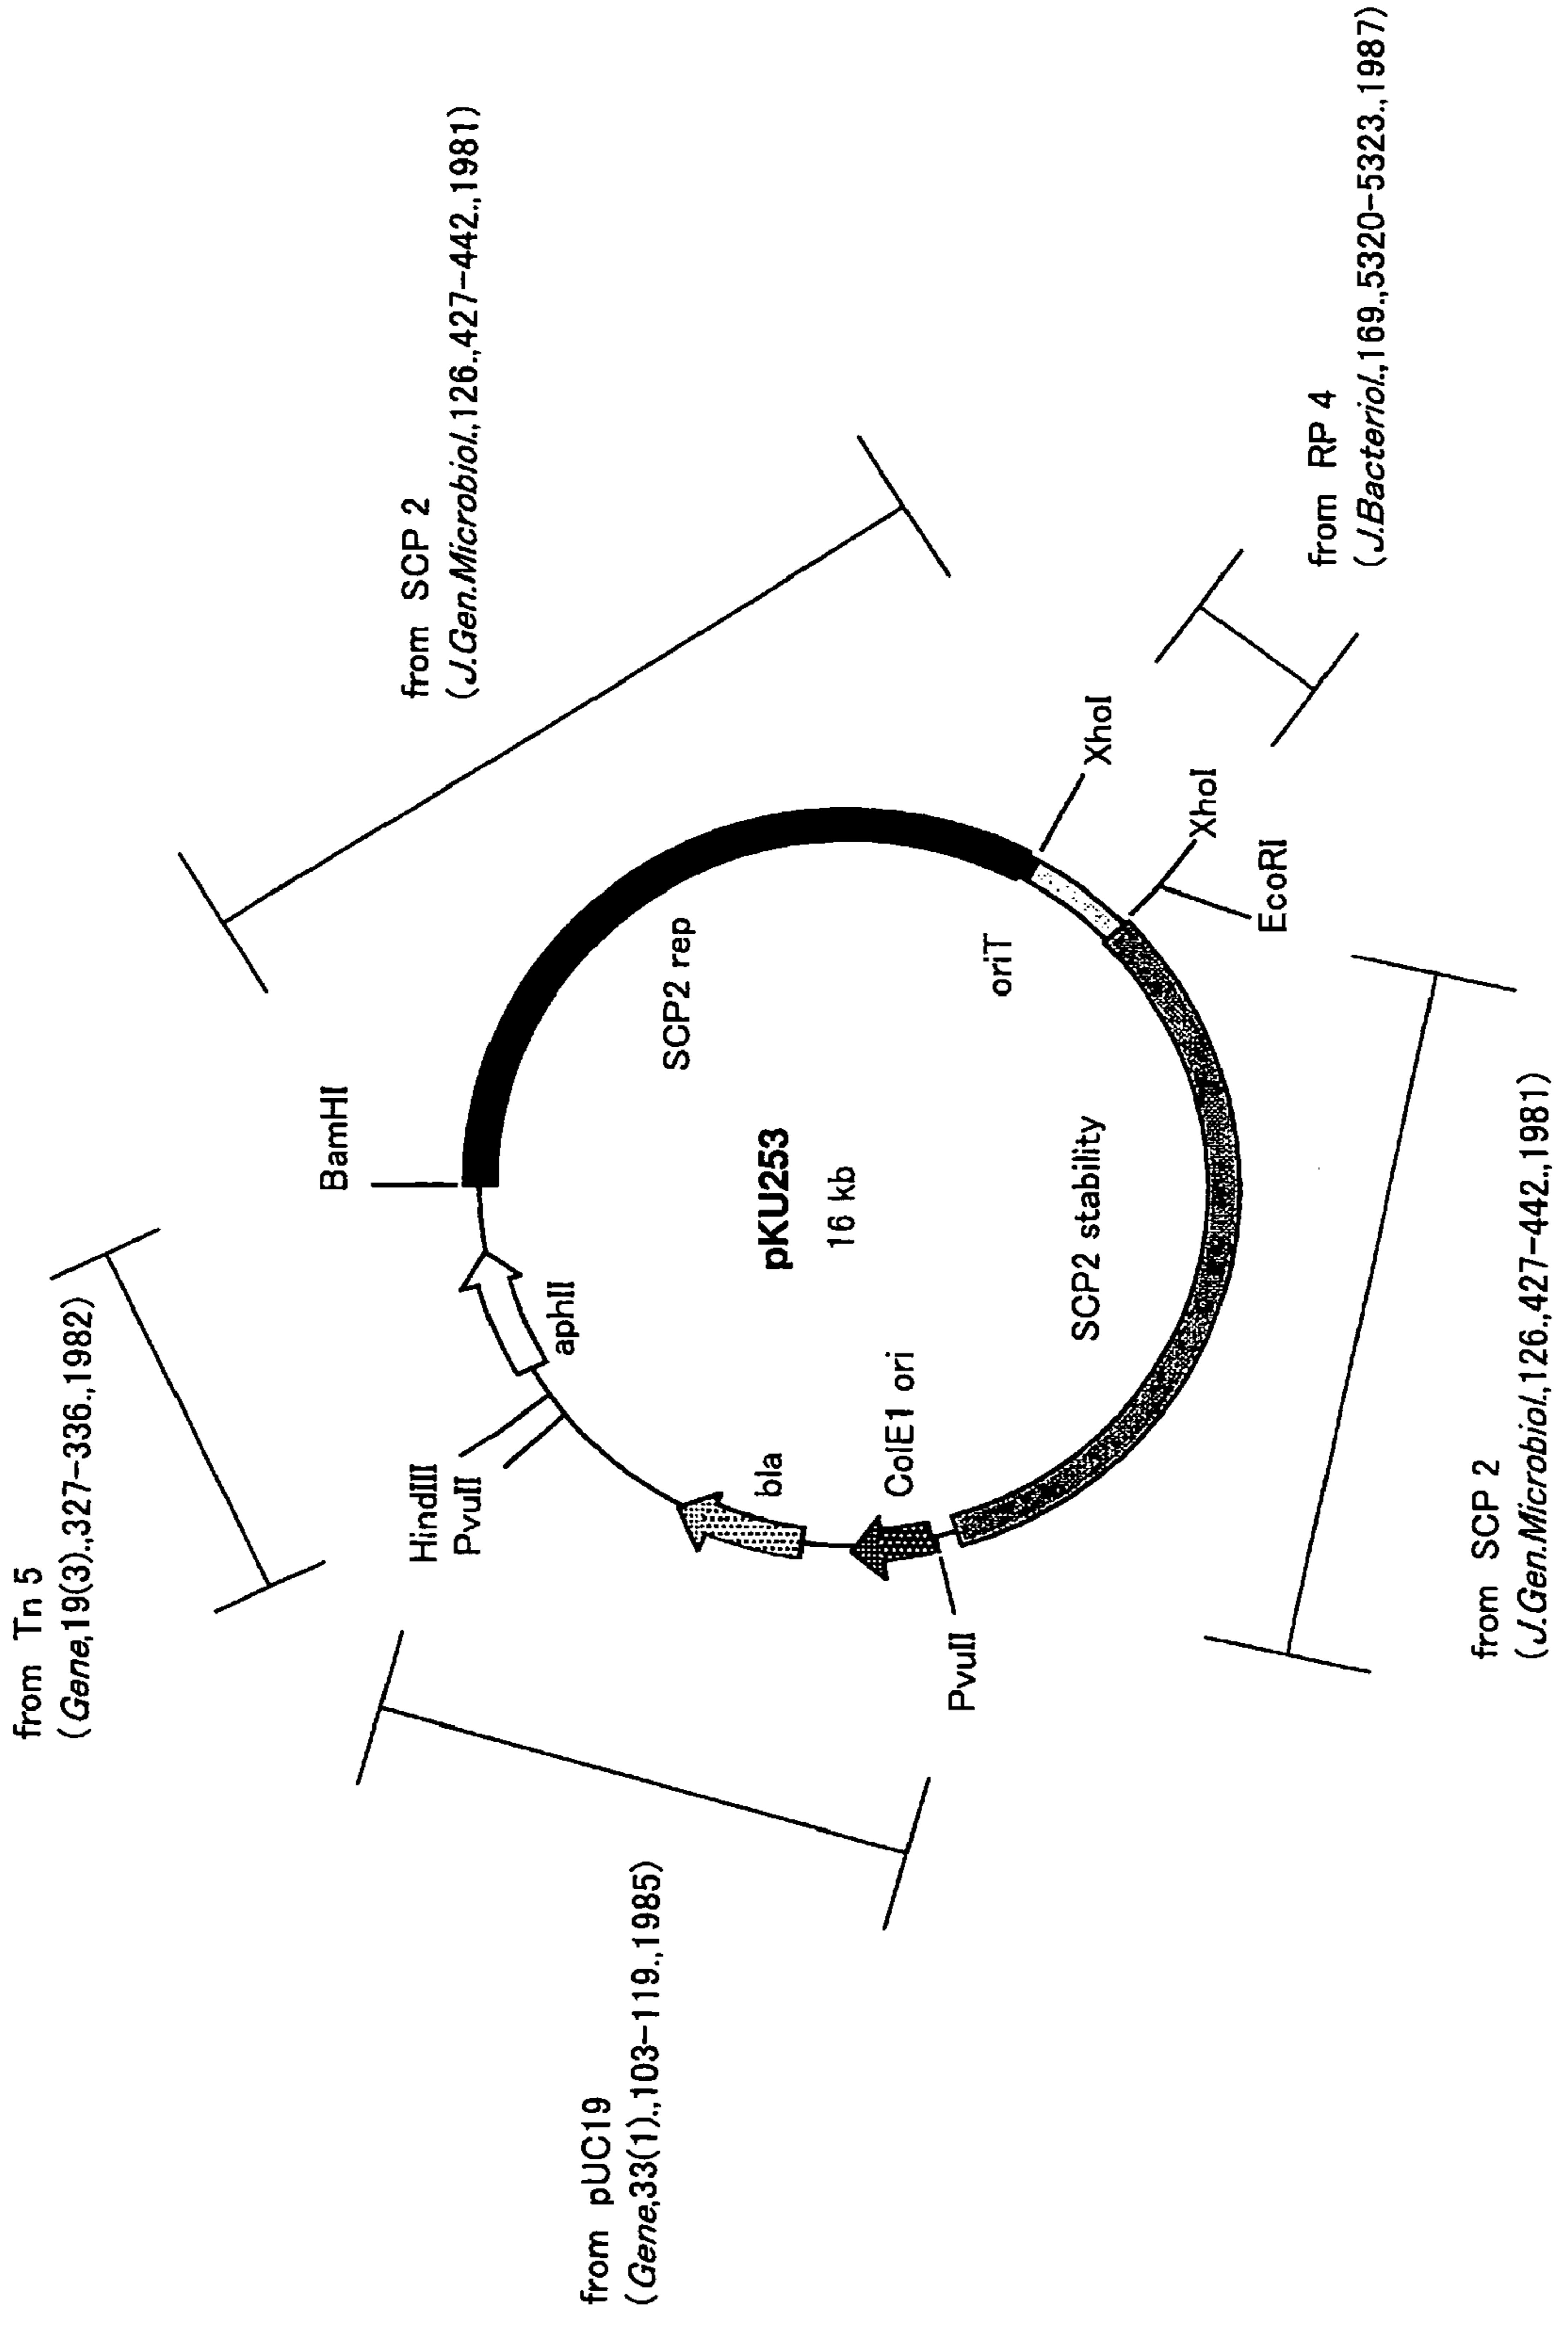 from Tn 5
(Gene,19(3).,327-336.,1982)
from SCP 2
(J.Gen.Microbiol.,126.,427-442.,1981)
from pUC19
(Gene,33(1).,103-119.,1985)
BamHI
HindIII
PvuII
aphII
SCP2 rep
bla
pKU253
16 kb
ColE1 ori
oriT
XhoI
PvuII
SCP2 stability
XhoI
EcoRI
from RP 4
(J.Bacteriol.,169.,5320-5323.,1987)
from SCP 2
(J.Gen.Microbiol.,126.,427-442.,1981)